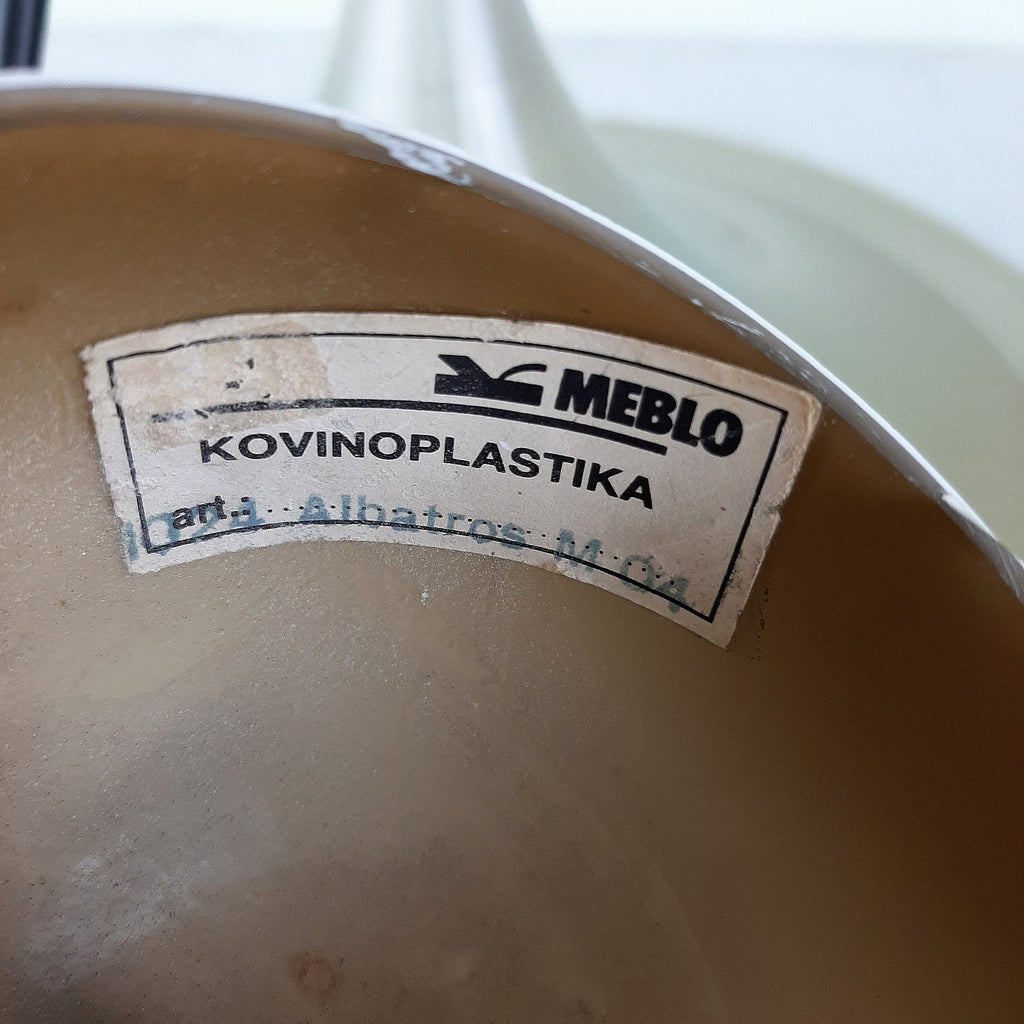 MEBLO
KOVINOPLASTIKA
art.: Albatros M 04